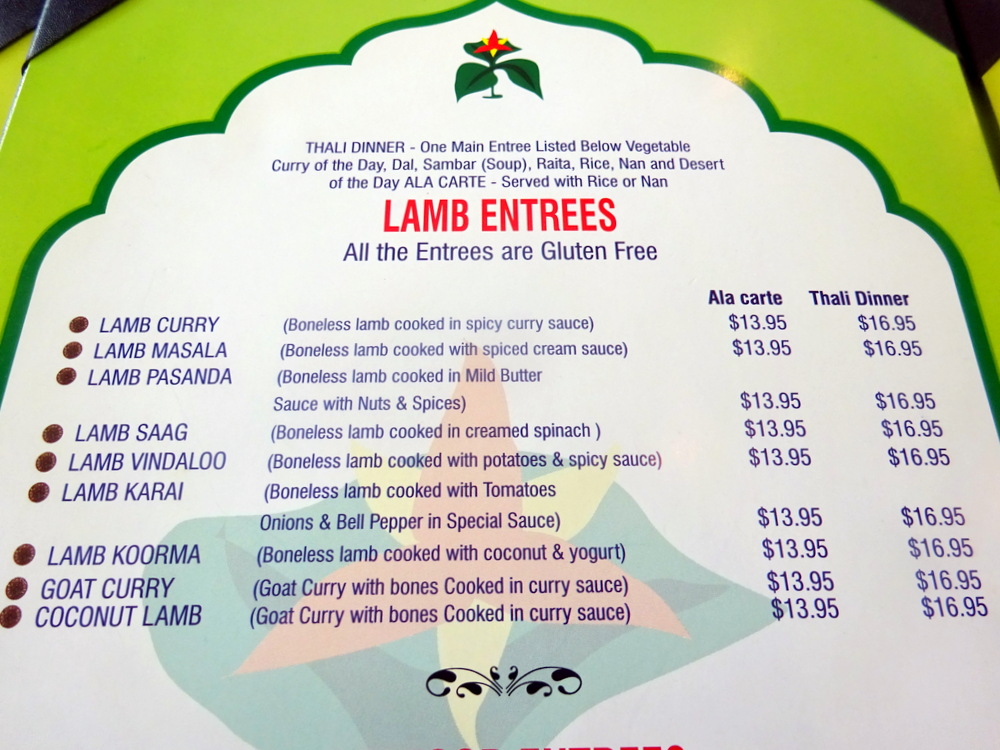 THALI DINNER - One Main Entree Listed Below Vegetable
Curry of the Day, Dal, Sambar (Soup), Raita, Rice, Nan and Desert
of the Day ALA CARTE - Served with Rice or Nan
LAMB ENTREES
All the Entrees are Gluten Free
Ala carte Thali Dinner
LAMB CURRY (Boneless lamb cooked in spicy curry sauce) $13.95 $16.95
LAMB MASALA (Boneless lamb cooked with spiced cream sauce) $13.95 $16.95
LAMB PASANDA (Boneless lamb cooked in Mild Butter
Sauce with Nuts & Spices) $13.95 $16.95
LAMB SAAG (Boneless lamb cooked in creamed spinach ) $13.95 $16.95
LAMB VINDALOO (Boneless lamb cooked with potatoes & spicy sauce) $13.95 $16.95
LAMB KARAI (Boneless lamb cooked with Tomatoes
Onions & Bell Pepper in Special Sauce) $13.95 $16.95
LAMB KOORMA (Boneless lamb cooked with coconut & yogurt) $13.95 $16.95
GOAT CURRY (Goat Curry with bones Cooked in curry sauce) $13.95 $16.95
COCONUT LAMB (Goat Curry with bones Cooked in curry sauce) $13.95 $16.95